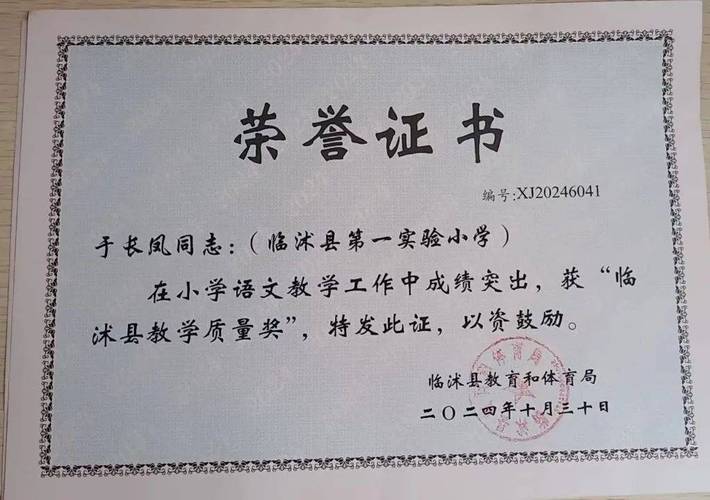 荣誉证书
编号:XJ20246041
于长凤同志：（临沭县第一实验小学）
在小学语文教学工作中成绩突出，获“临
沭县教学质量奖”，特发此证，以资鼓励。
临沭县教育和体育局
二〇二四年十月三十日